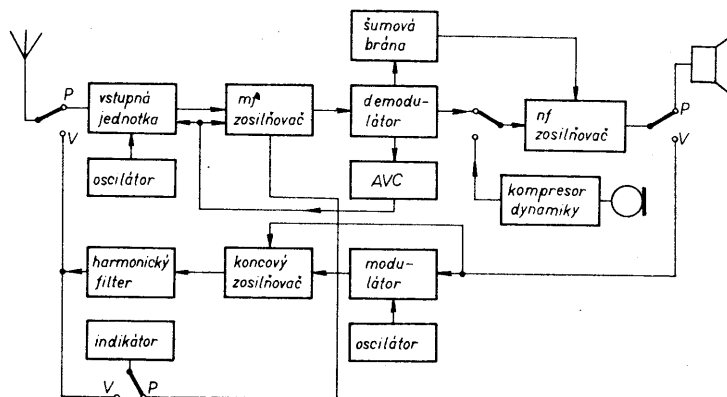 šumová
brána
P
V
vstupná
jednotka
mf
zosilňovač
demodu-
látor
nf
zosilňovač
P
V
oscilátor
AVC
kompresor
dynamiky
harmonický
filter
koncový
zosilňovač
modu-
látor
indikátor
oscilátor
V
P